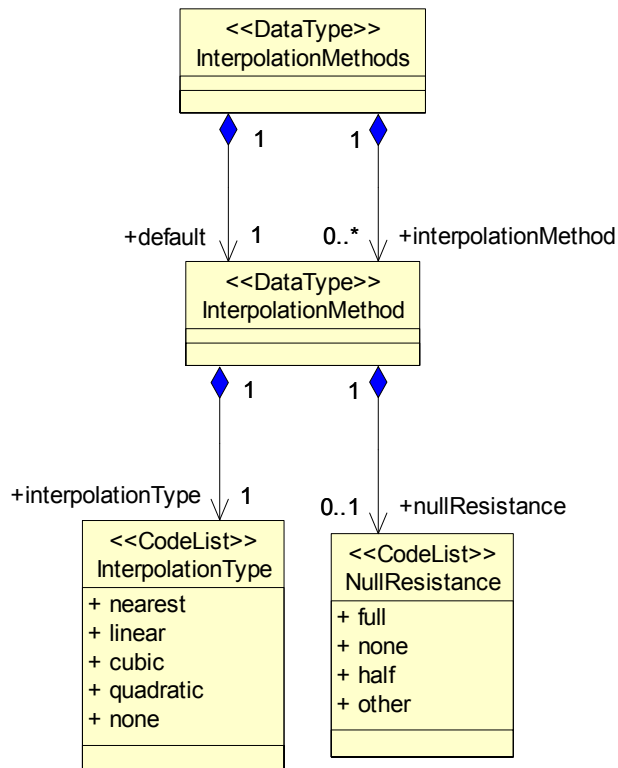 <<DataType>>
InterpolationMethods
1
1
+default
1
0..*
+interpolationMethod
<<DataType>>
InterpolationMethod
1
1
+interpolationType
1
0..1
+nullResistance
<<CodeList>>
InterpolationType
+ nearest
+ linear
+ cubic
+ quadratic
+ none
<<CodeList>>
NullResistance
+ full
+ none
+ half
+ other